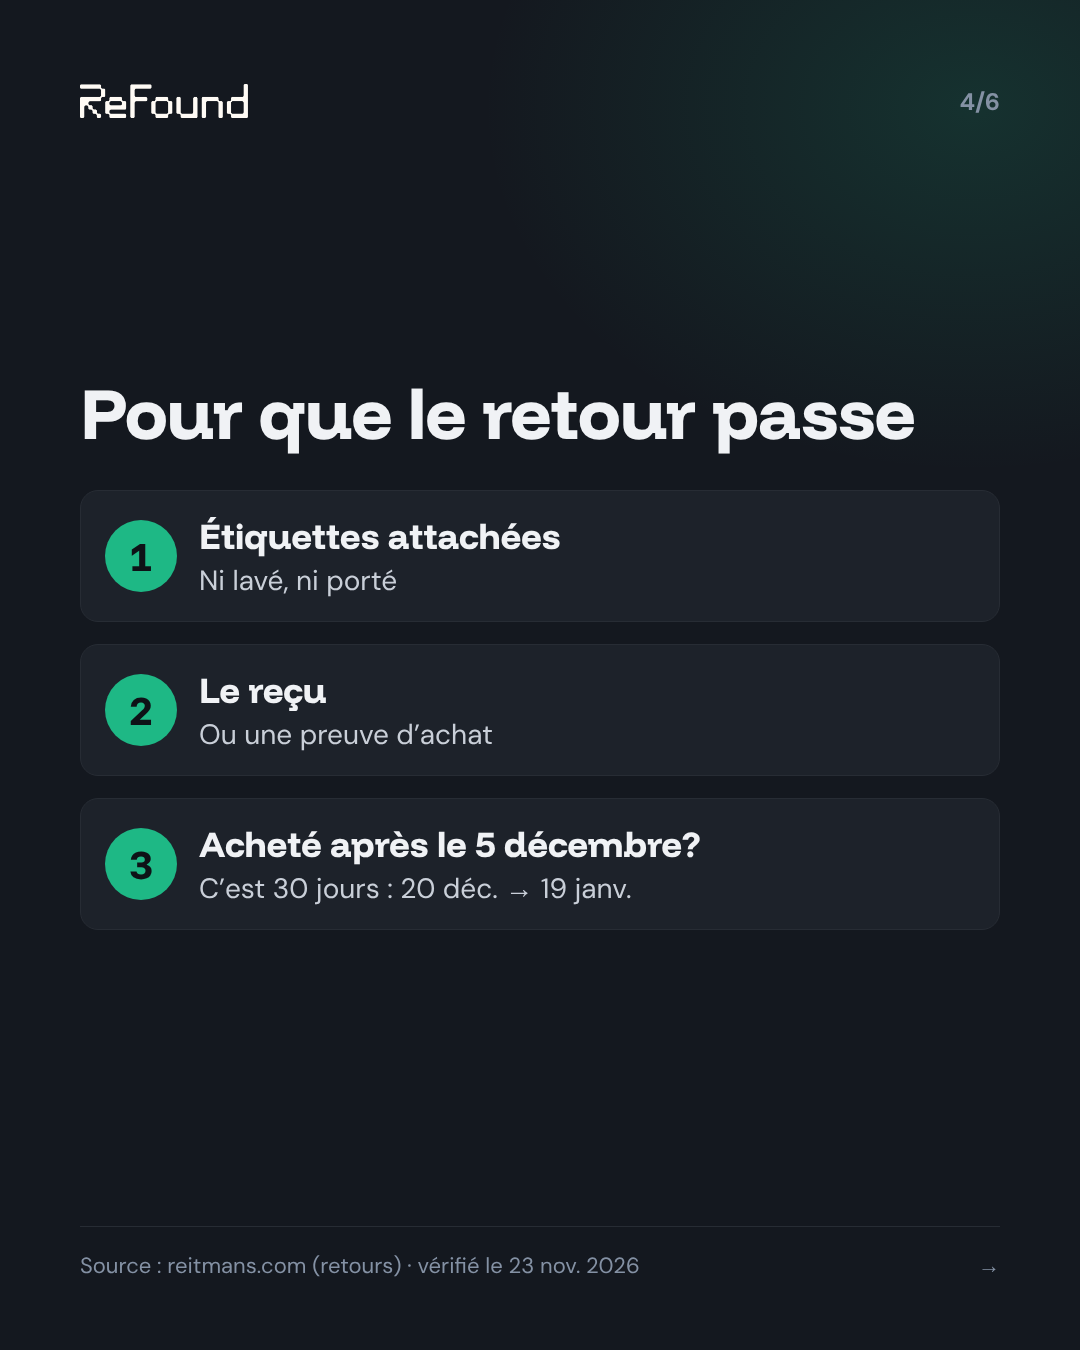 ReFound
4/6
Pour que le retour passe
1
Étiquettes attachées
Ni lavé, ni porté
2
Le reçu
Ou une preuve d’achat
3
Acheté après le 5 décembre?
C’est 30 jours : 20 déc. → 19 janv.
Source : reitmans.com (retours) · vérifié le 23 nov. 2026 →